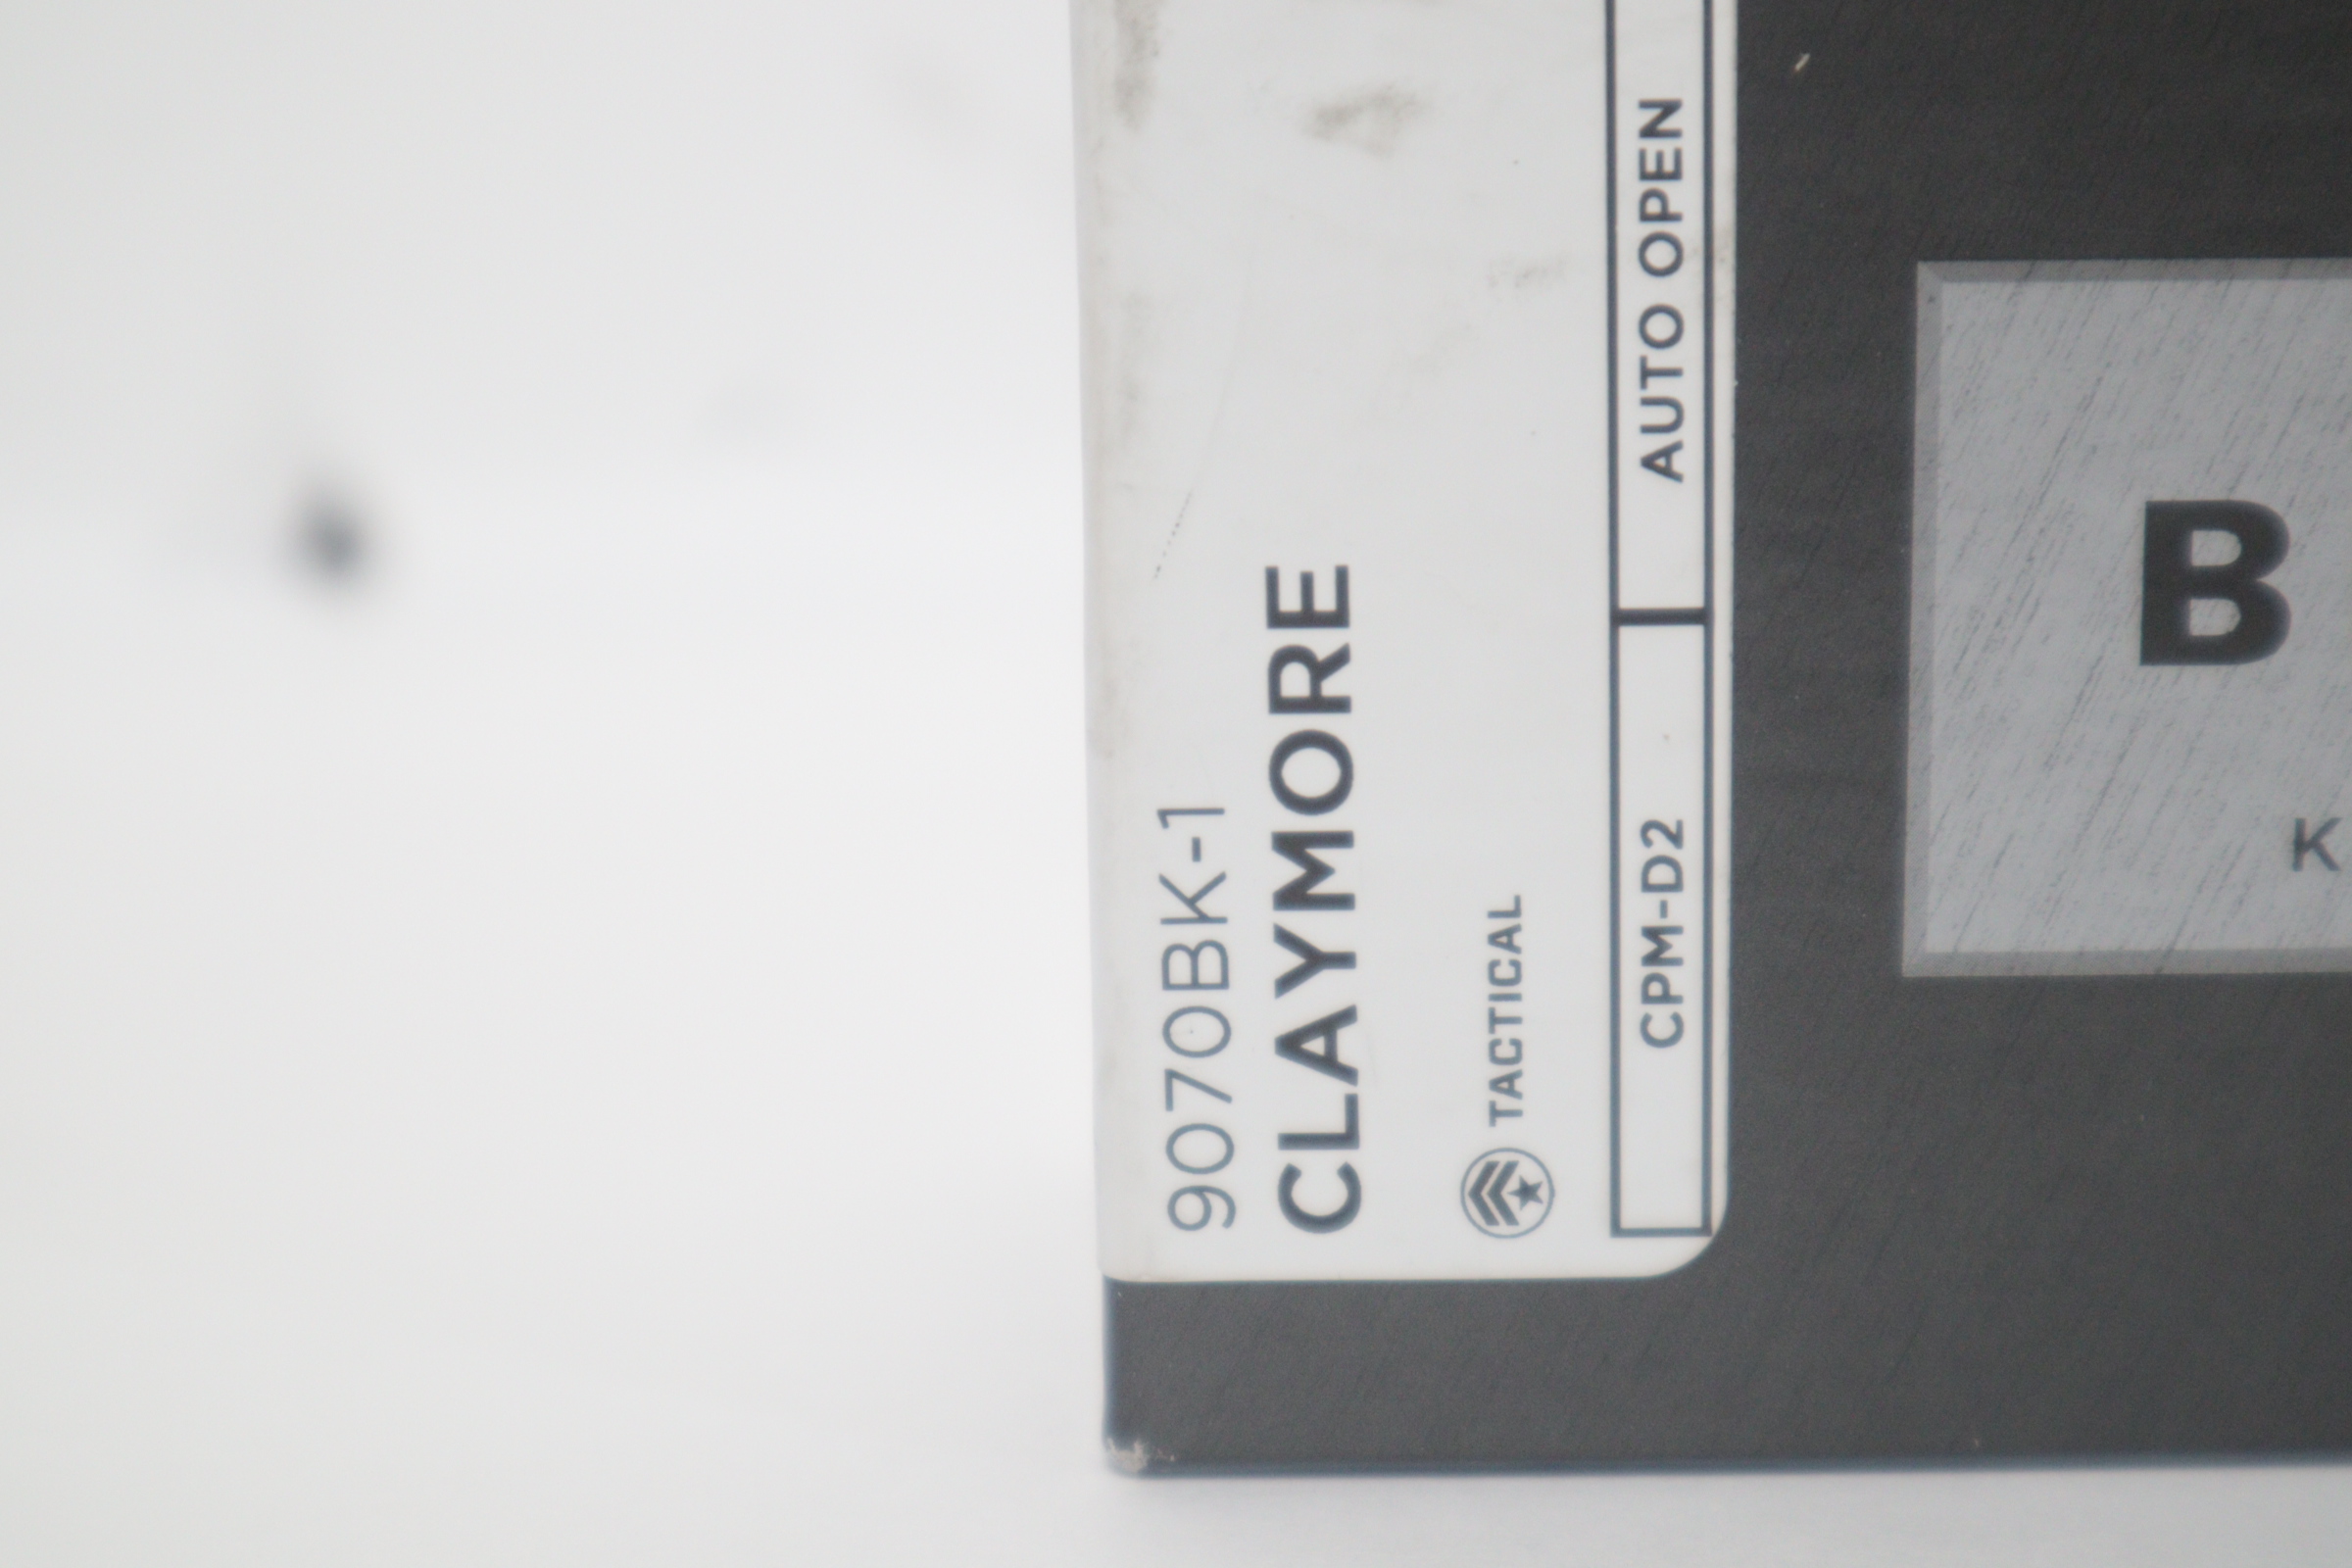 9070BK-1
CLAYMORE
TACTICAL
CPM-D2
AUTO OPEN
B
K